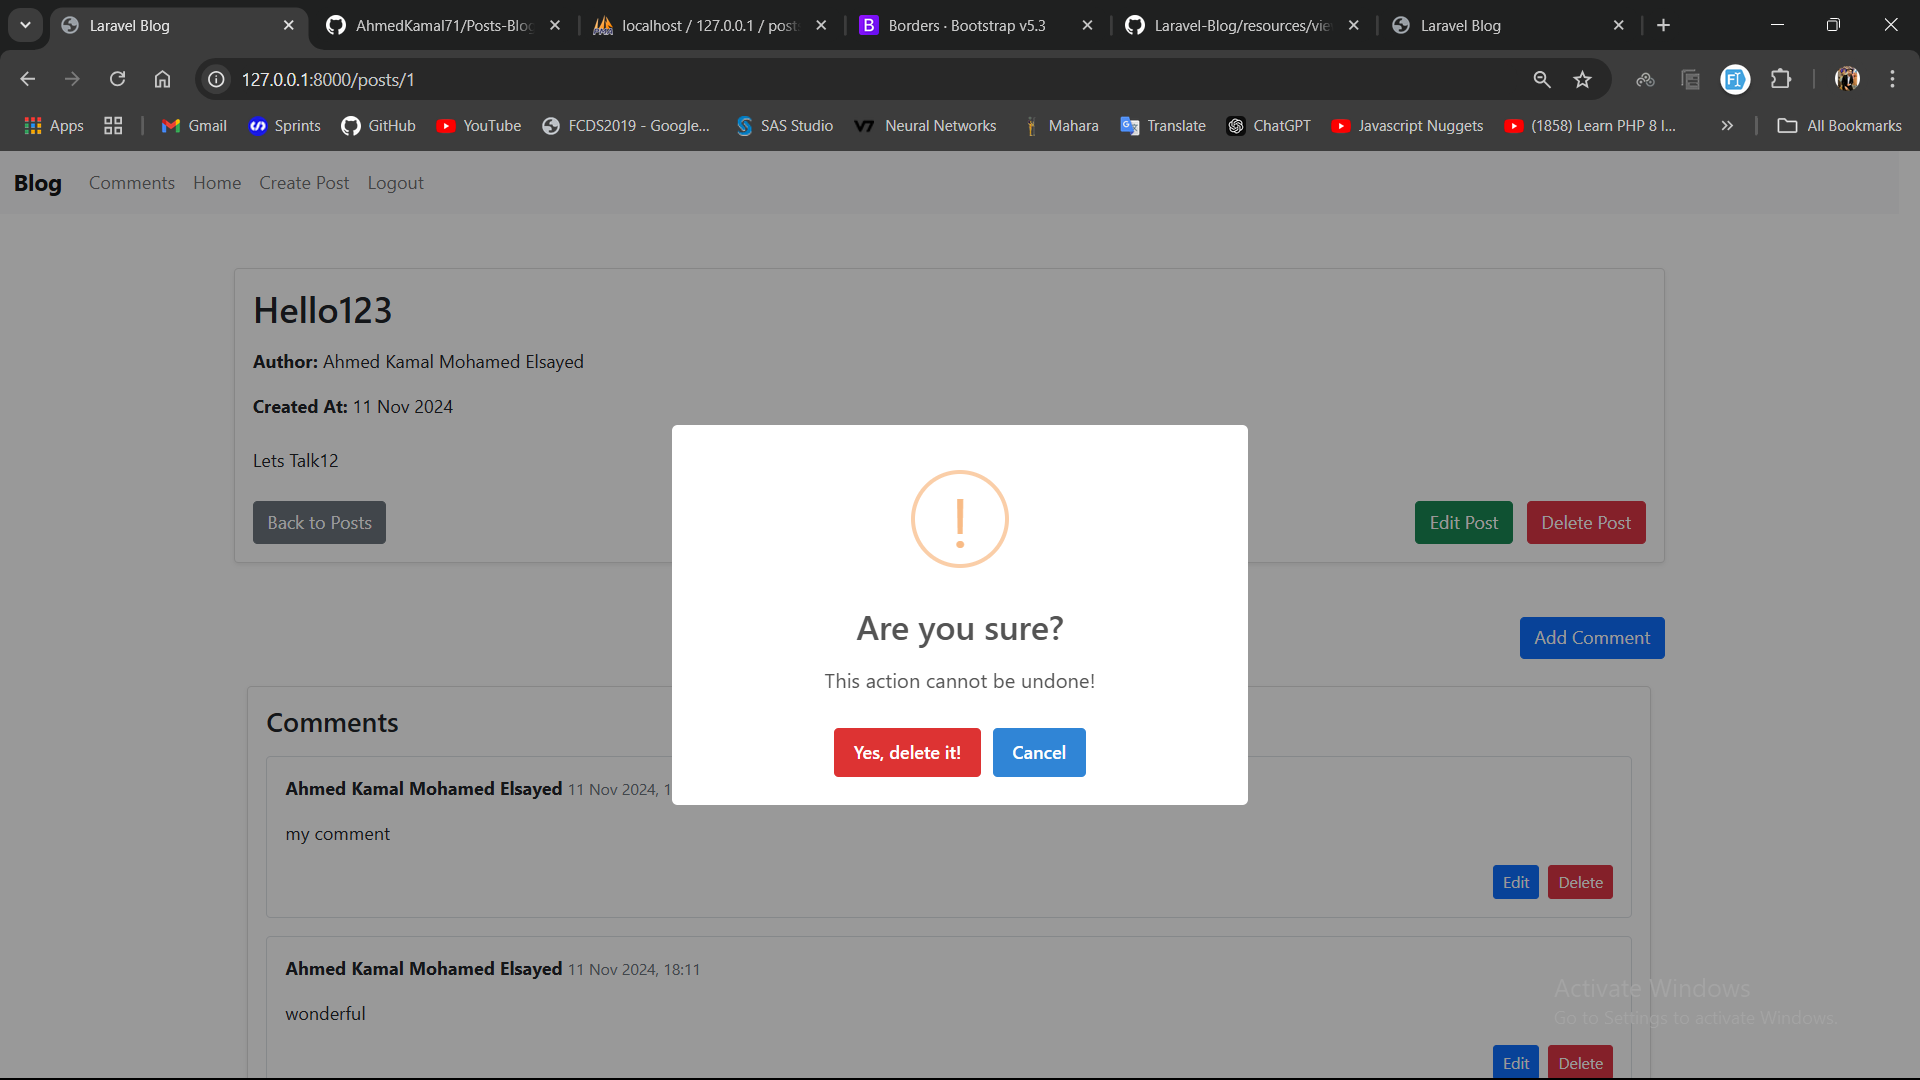 Laravel Blog
AhmedKamal71/Posts-Blog
localhost / 127.0.0.1 / posts
Borders · Bootstrap v5.3
Laravel-Blog/resources/vie
Laravel Blog
127.0.0.1:8000/posts/1
Apps
Gmail
Sprints
GitHub
YouTube
FCDS2019 - Google...
SAS Studio
Neural Networks
Mahara
Translate
ChatGPT
Javascript Nuggets
(1858) Learn PHP 8 I...
All Bookmarks
Blog
Comments
Home
Create Post
Logout
Hello123
Author: Ahmed Kamal Mohamed Elsayed
Created At: 11 Nov 2024
Lets Talk12
Back to Posts
Edit Post
Delete Post
!
Are you sure?
This action cannot be undone!
Yes, delete it!
Cancel
Add Comment
Comments
Ahmed Kamal Mohamed Elsayed 11 Nov 2024, 1
my comment
Edit
Delete
Ahmed Kamal Mohamed Elsayed 11 Nov 2024, 18:11
wonderful
Activate Windows
Go to Settings to activate Windows.
Edit
Delete